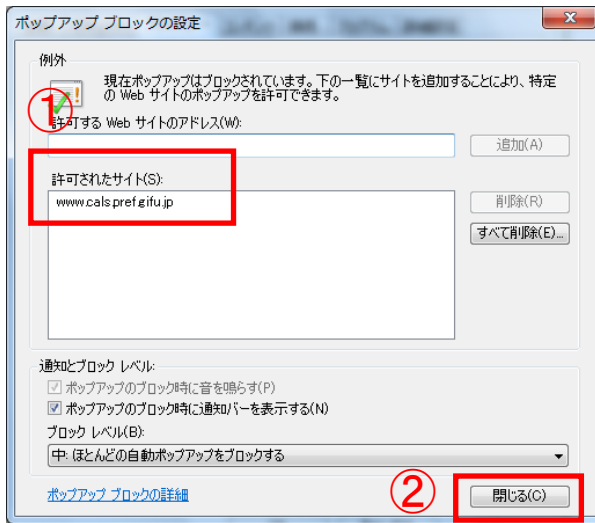 ポップアップ ブロックの設定
例外
現在ポップアップはブロックされています。下の一覧にサイトを追加することにより、特定
の Web サイトのポップアップを許可できます。
①
許可する Web サイトのアドレス(W):
追加(A)
許可されたサイト(S):
www.cals.pref.gifu.jp
削除(R)
すべて削除(E)...
通知とブロック レベル:
ポップアップのブロック時に音を鳴らす(P)
ポップアップのブロック時に通知バーを表示する(N)
ブロック レベル(B):
中: ほとんどの自動ポップアップをブロックする
ポップアップ ブロックの詳細
②
閉じる(C)